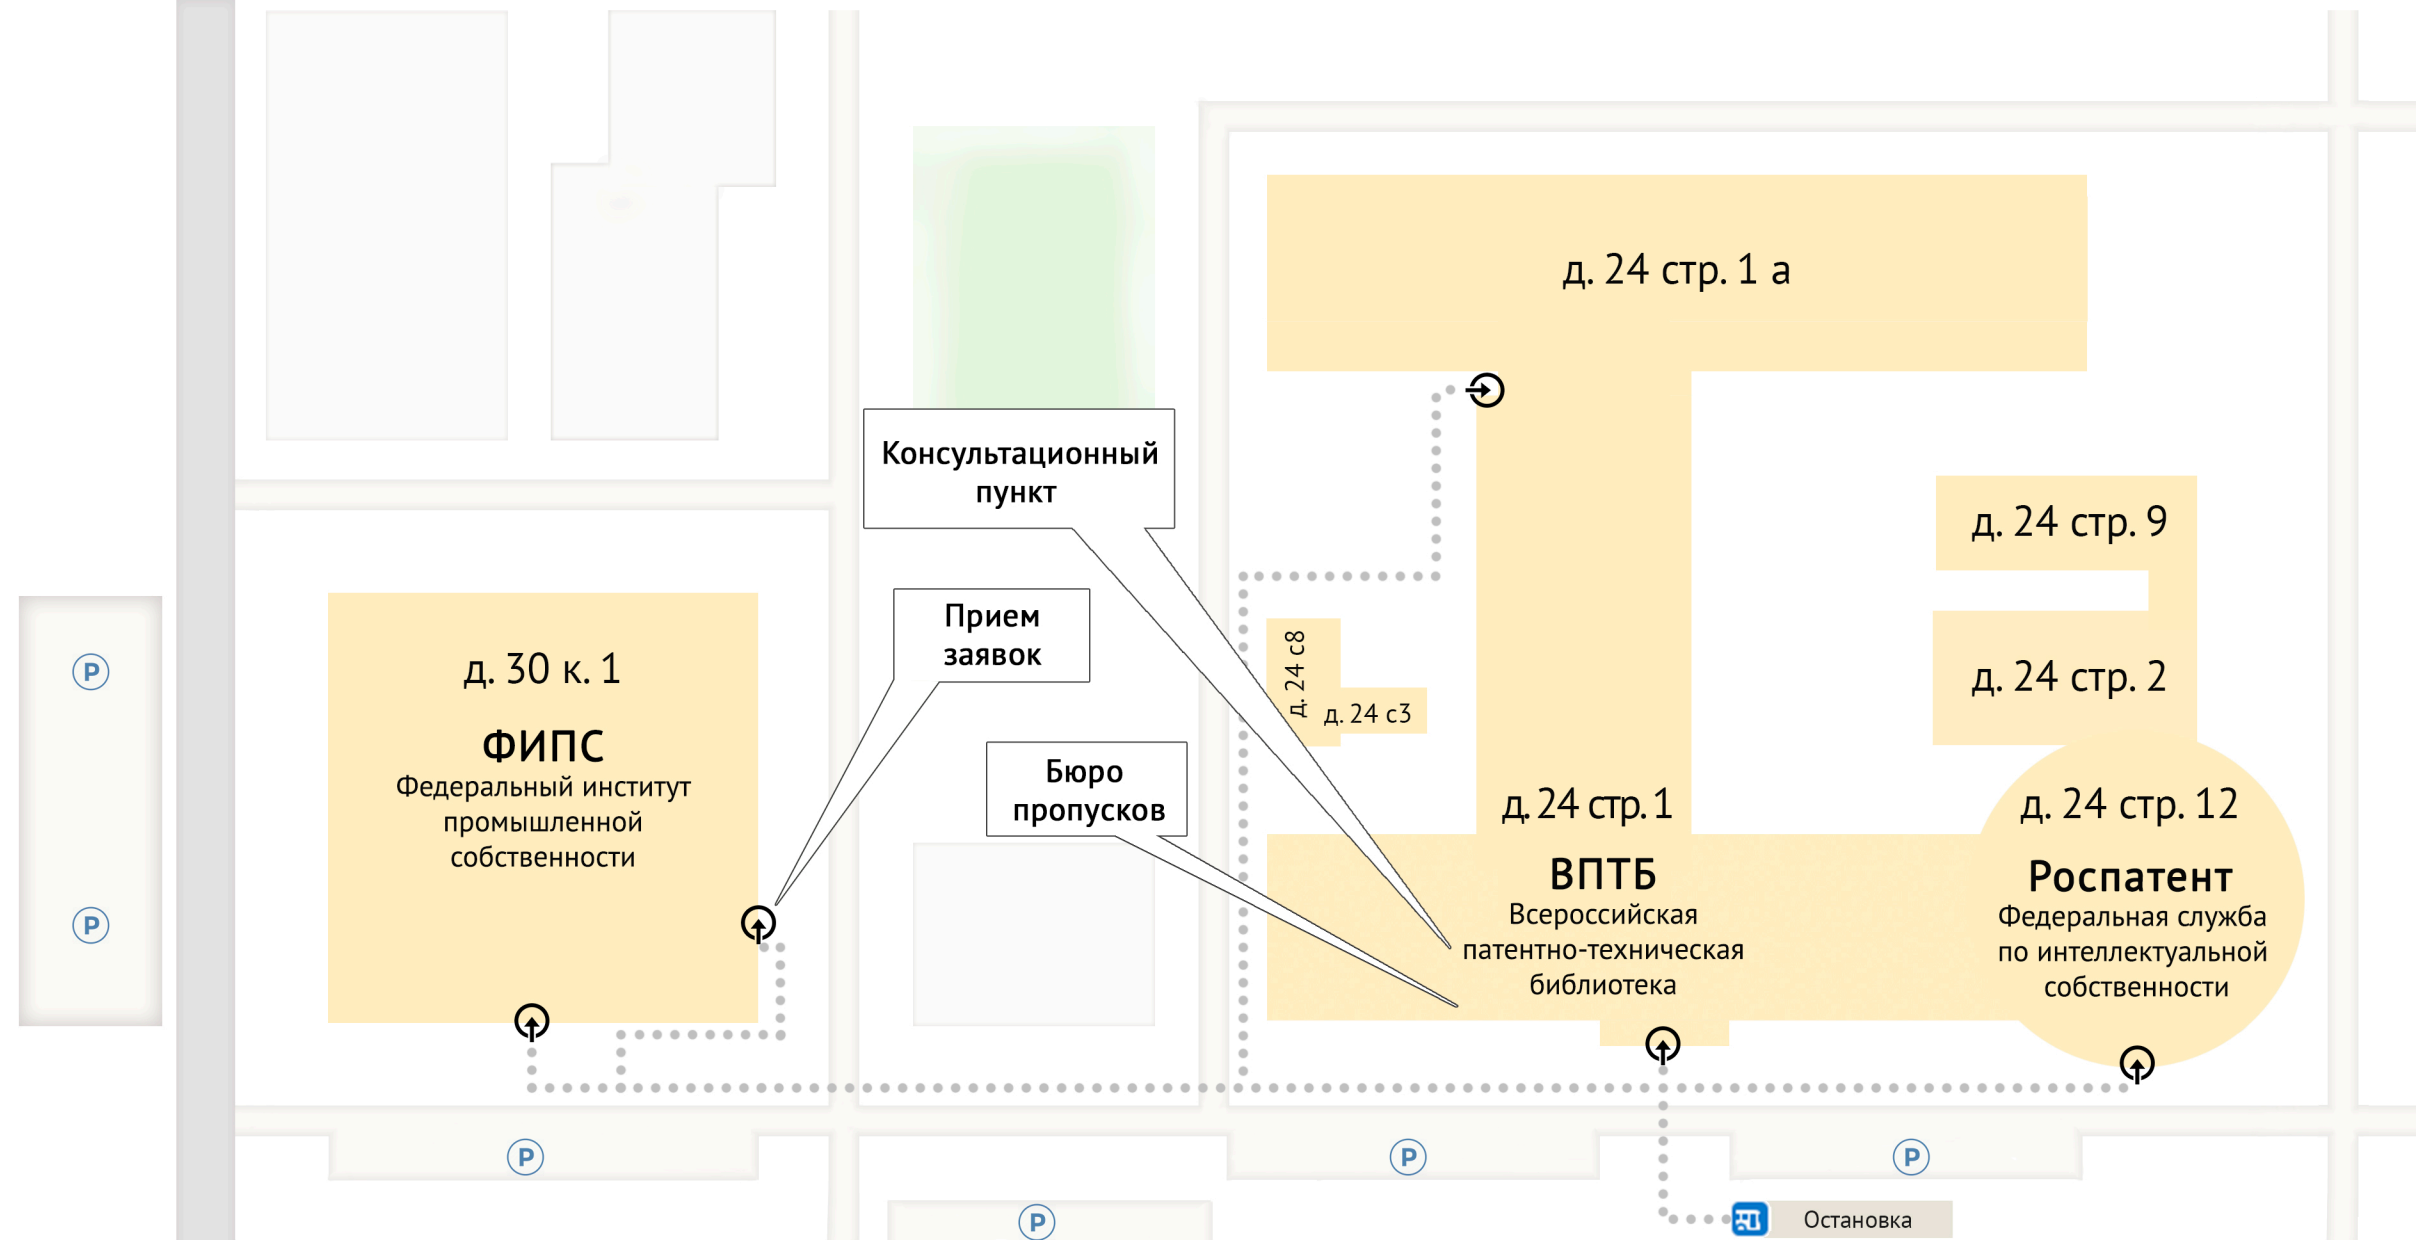 д. 24 стр. 1 а
Консультационный
пункт
д. 24 стр. 9
Прием
заявок
д. 30 к. 1
ФИПС
Федеральный институт
промышленной
собственности
д. 24 с8
д. 24 с3
д. 24 стр. 2
Бюро
пропусков
д. 24 стр. 1
ВПТБ
Всероссийская
патентно-техническая
библиотека
д. 24 стр. 12
Роспатент
Федеральная служба
по интеллектуальной
собственности
P
P
P
P
P
P
Остановка